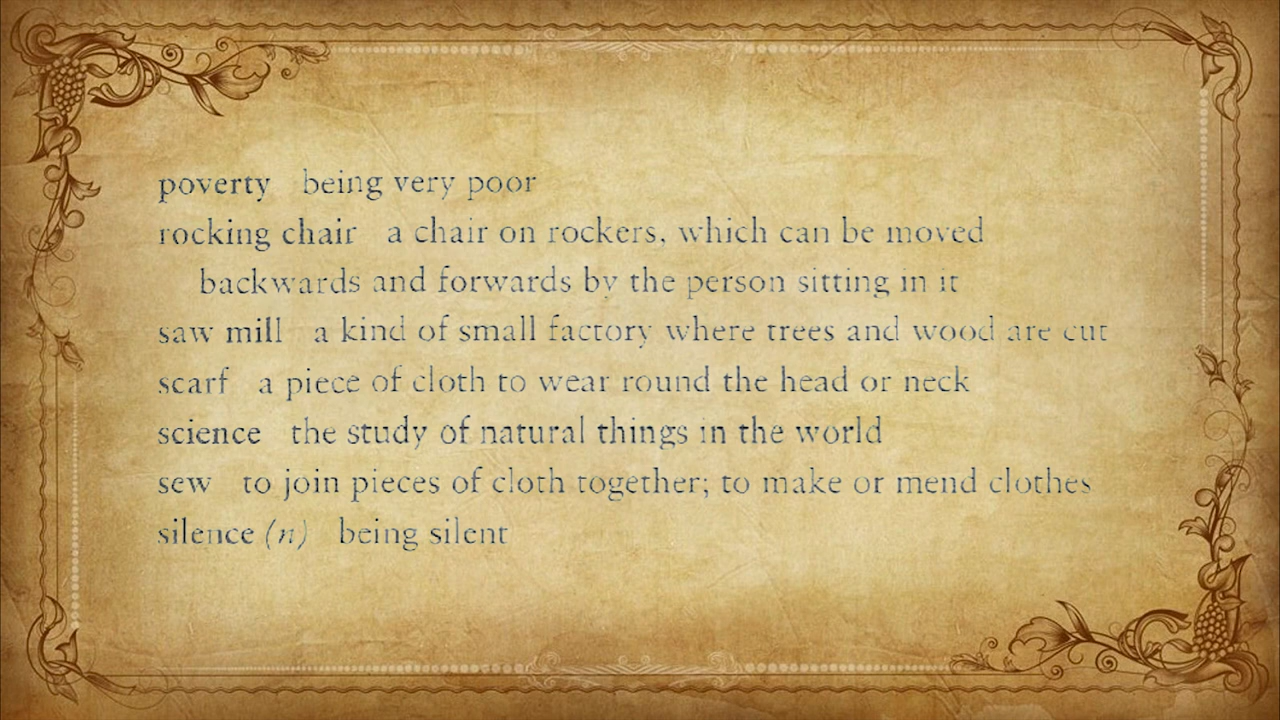 poverty being very poor
rocking chair a chair on rockers, which can be moved
backwards and forwards by the person sitting in it
saw mill a kind of small factory where trees and wood are cut
scarf a piece of cloth to wear round the head or neck
science the study of natural things in the world
sew to join pieces of cloth together; to make or mend clothes
silence (n) being silent